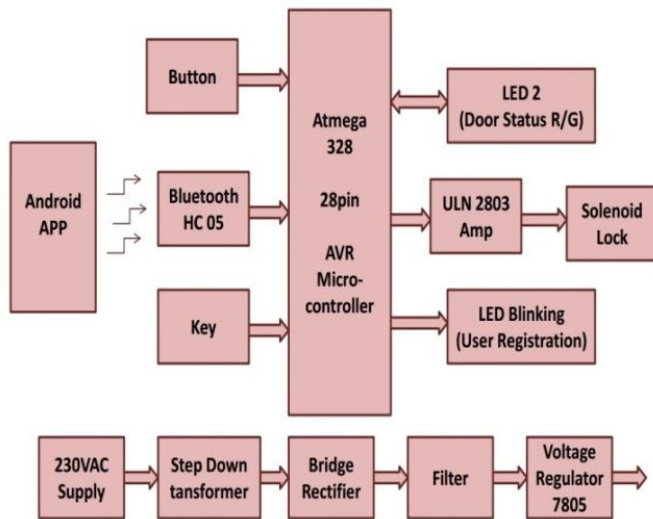 Button
Atmega
328
28pin
AVR
Micro-
controller
LED 2
(Door Status R/G)
Android
APP
Bluetooth
HC 05
ULN 2803
Amp
Solenoid
Lock
Key
LED Blinking
(User Registration)
230VAC
Supply
Step Down
tansformer
Bridge
Rectifier
Filter
Voltage
Regulator
7805